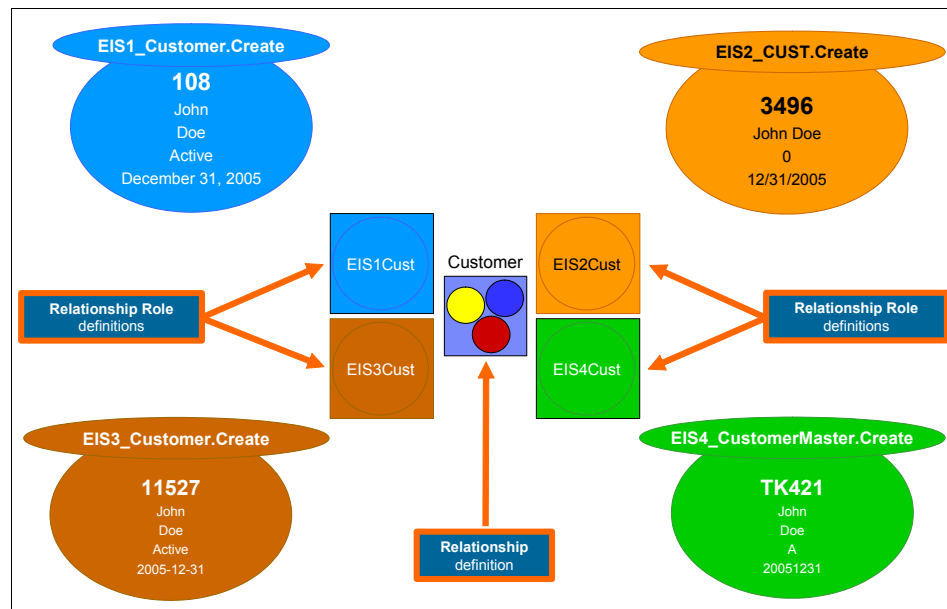 EIS1_Customer.Create
108
John
Doe
Active
December 31, 2005
EIS2_CUST.Create
3496
John Doe
0
12/31/2005
EIS1Cust
Customer
EIS2Cust
Relationship Role
definitions
Relationship Role
definitions
EIS3Cust
EIS4Cust
EIS3_Customer.Create
11527
John
Doe
Active
2005-12-31
EIS4_CustomerMaster.Create
TK421
John
Doe
A
20051231
Relationship
definition